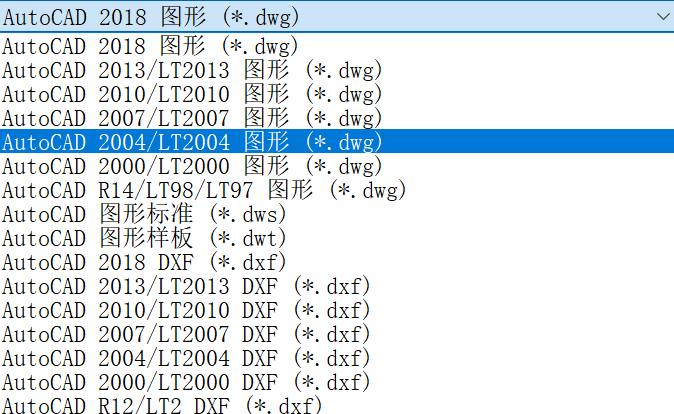 AutoCAD 2018 图形 (*.dwg)
AutoCAD 2018 图形 (*.dwg)
AutoCAD 2013/LT2013 图形 (*.dwg)
AutoCAD 2010/LT2010 图形 (*.dwg)
AutoCAD 2007/LT2007 图形 (*.dwg)
AutoCAD 2004/LT2004 图形 (*.dwg)
AutoCAD 2000/LT2000 图形 (*.dwg)
AutoCAD R14/LT98/LT97 图形 (*.dwg)
AutoCAD 图形标准 (*.dws)
AutoCAD 图形样板 (*.dwt)
AutoCAD 2018 DXF (*.dxf)
AutoCAD 2013/LT2013 DXF (*.dxf)
AutoCAD 2010/LT2010 DXF (*.dxf)
AutoCAD 2007/LT2007 DXF (*.dxf)
AutoCAD 2004/LT2004 DXF (*.dxf)
AutoCAD 2000/LT2000 DXF (*.dxf)
AutoCAD R12/LT2 DXF (*.dxf)